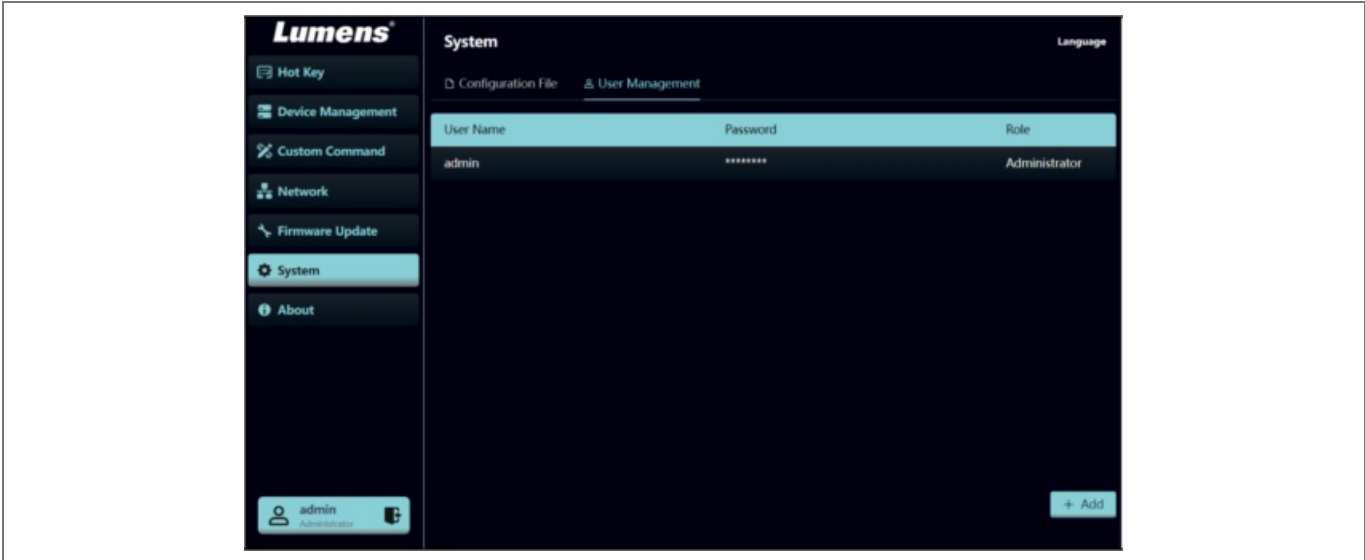 Lumens®
Hot Key
Device Management
Custom Command
Network
Firmware Update
System
About
admin
Administrator
System
Language
Configuration File
User Management
User Name Password Role
admin ******** Administrator
+ Add